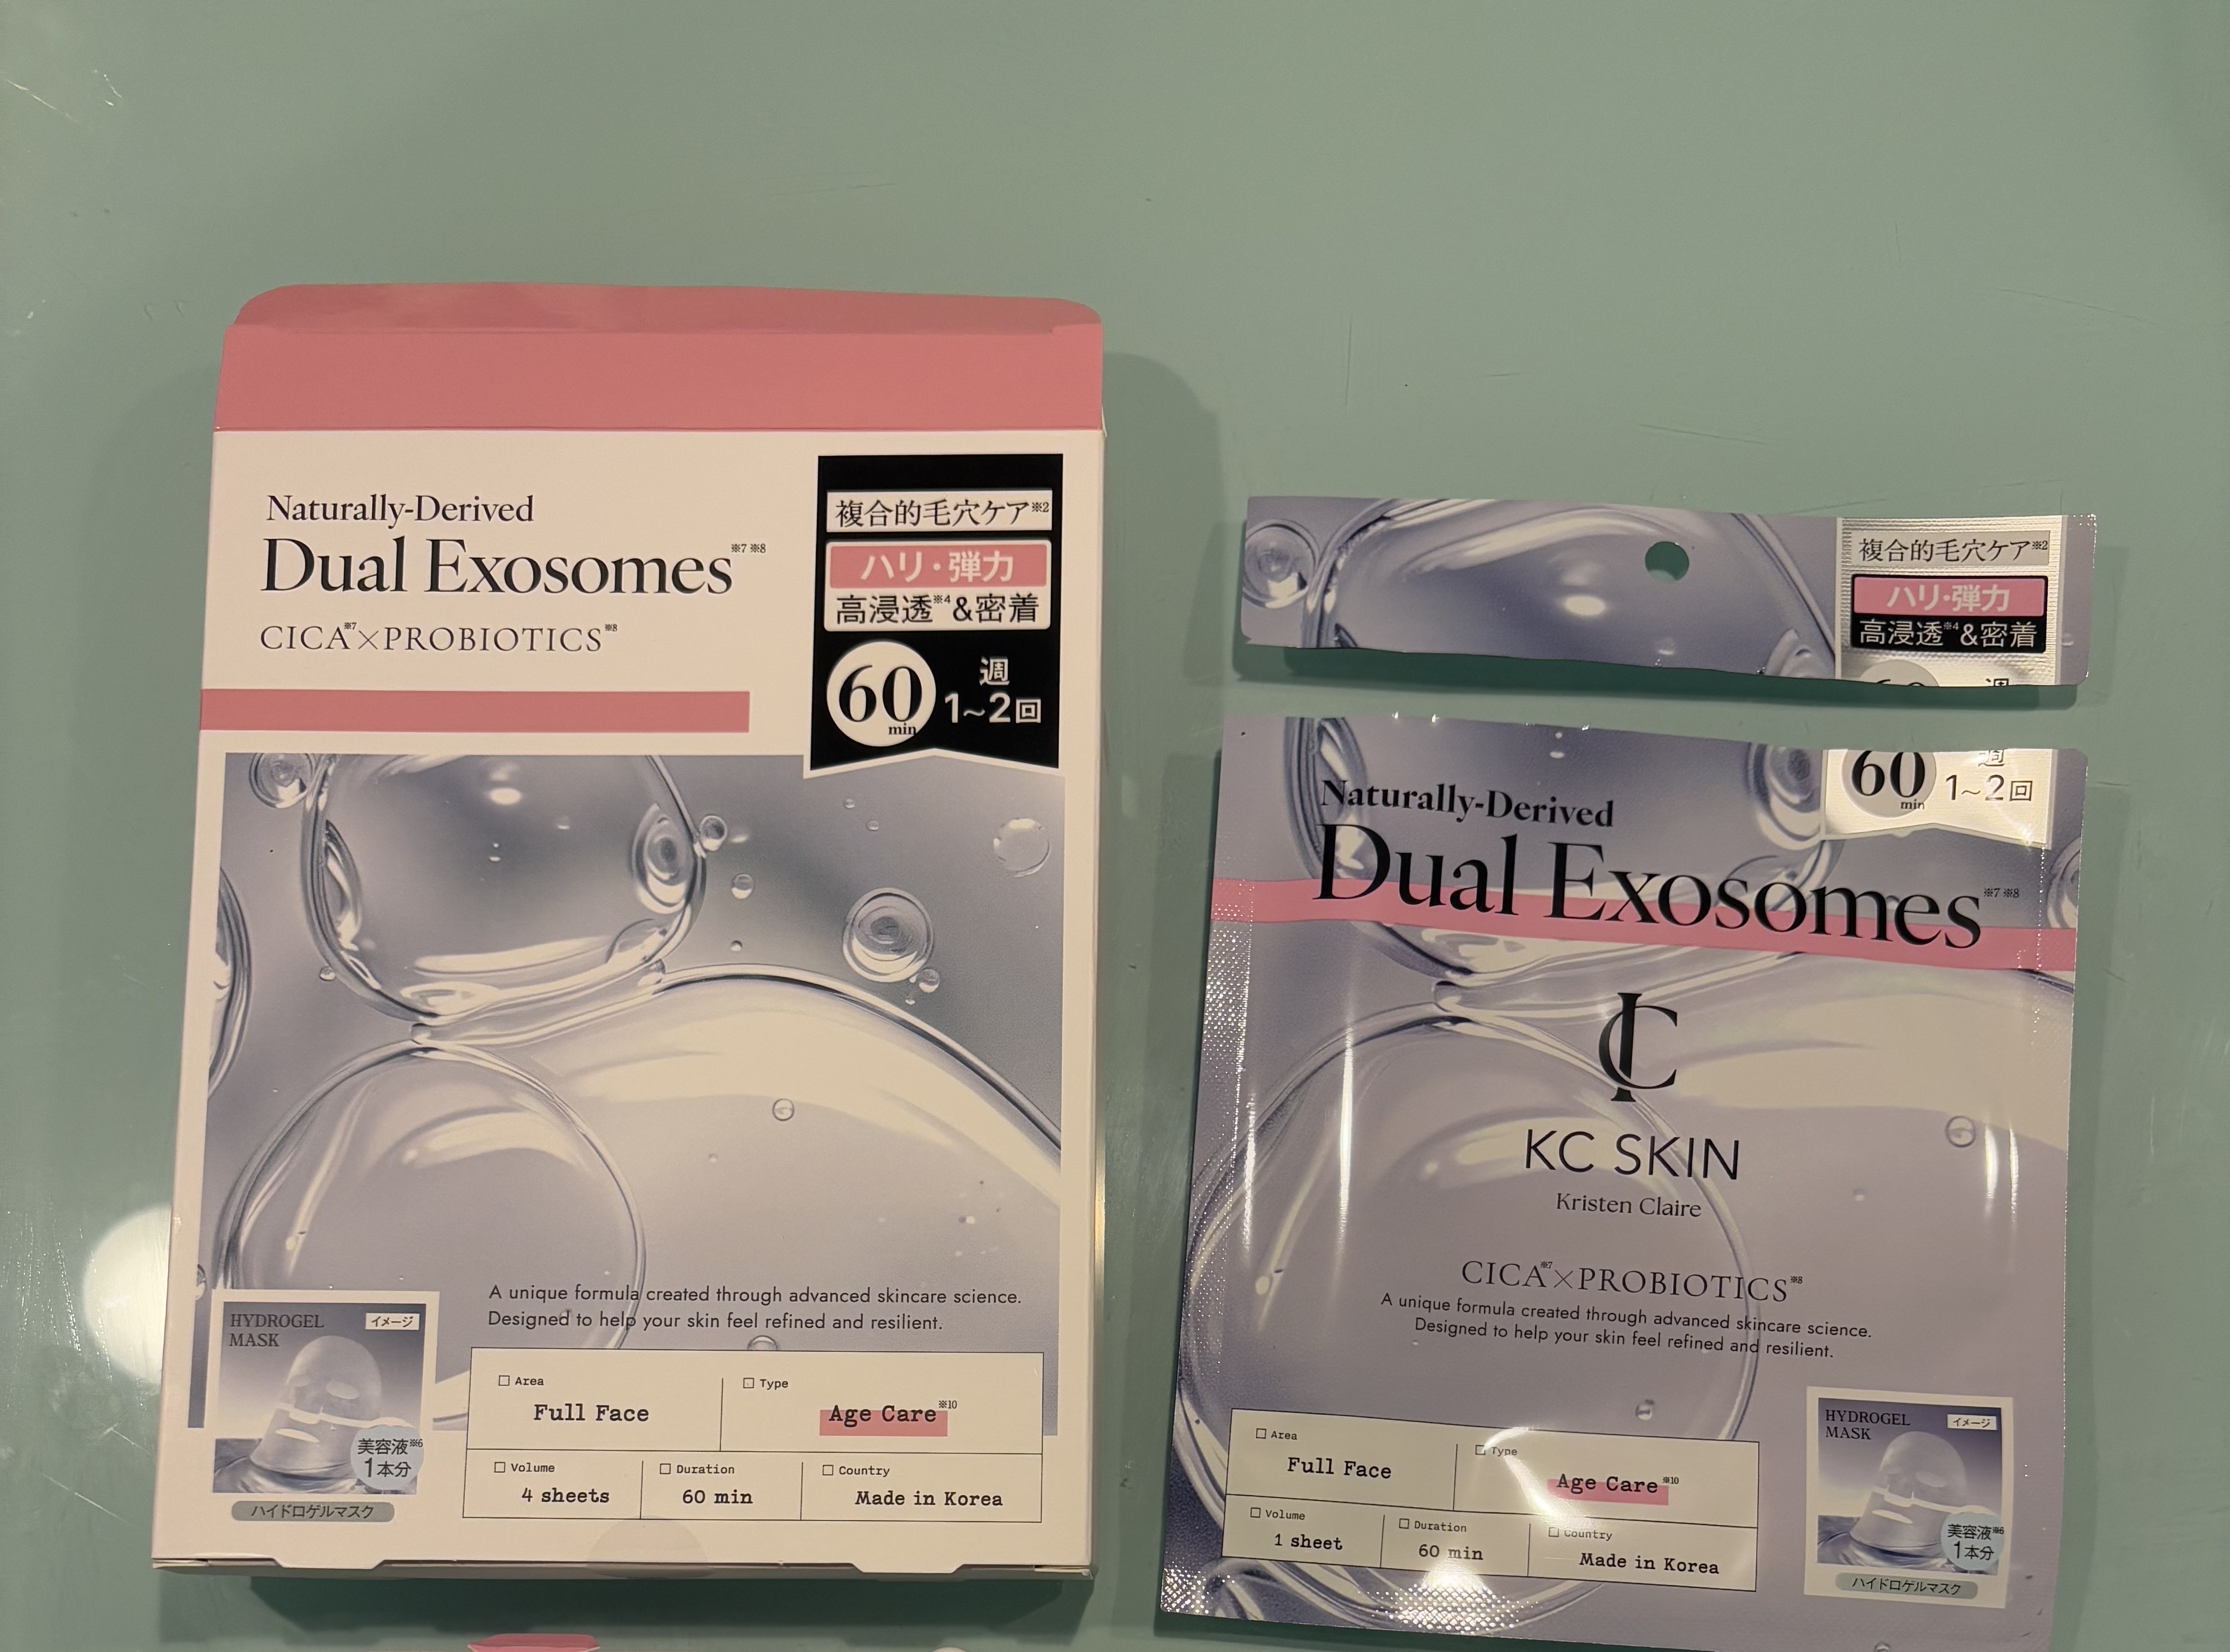 Naturally-Derived
Dual Exosomes※7※8
CICA※7×PROBIOTICS※8
複合的毛穴ケア※2
ハリ・弾力
高浸透※4&密着
60 min
週
1~2回
A unique formula created through advanced skincare science.
Designed to help your skin feel refined and resilient.
HYDROGEL
MASK
イメージ
美容液※6
1本分
ハイドロゲルマスク
Area
Full Face
Type
Age Care※10
Volume
4 sheets
Duration
60 min
Country
Made in Korea
複合的毛穴ケア※2
ハリ・弾力
高浸透※4&密着
60 min
週
1~2回
Naturally-Derived
Dual Exosomes※7※8
KC SKIN
Kristen Claire
CICA※7×PROBIOTICS※8
A unique formula created through advanced skincare science.
Designed to help your skin feel refined and resilient.
Area
Full Face
Type
Age Care※10
Volume
1 sheet
Duration
60 min
Country
Made in Korea
HYDROGEL
MASK
イメージ
美容液※6
1本分
ハイドロゲルマスク